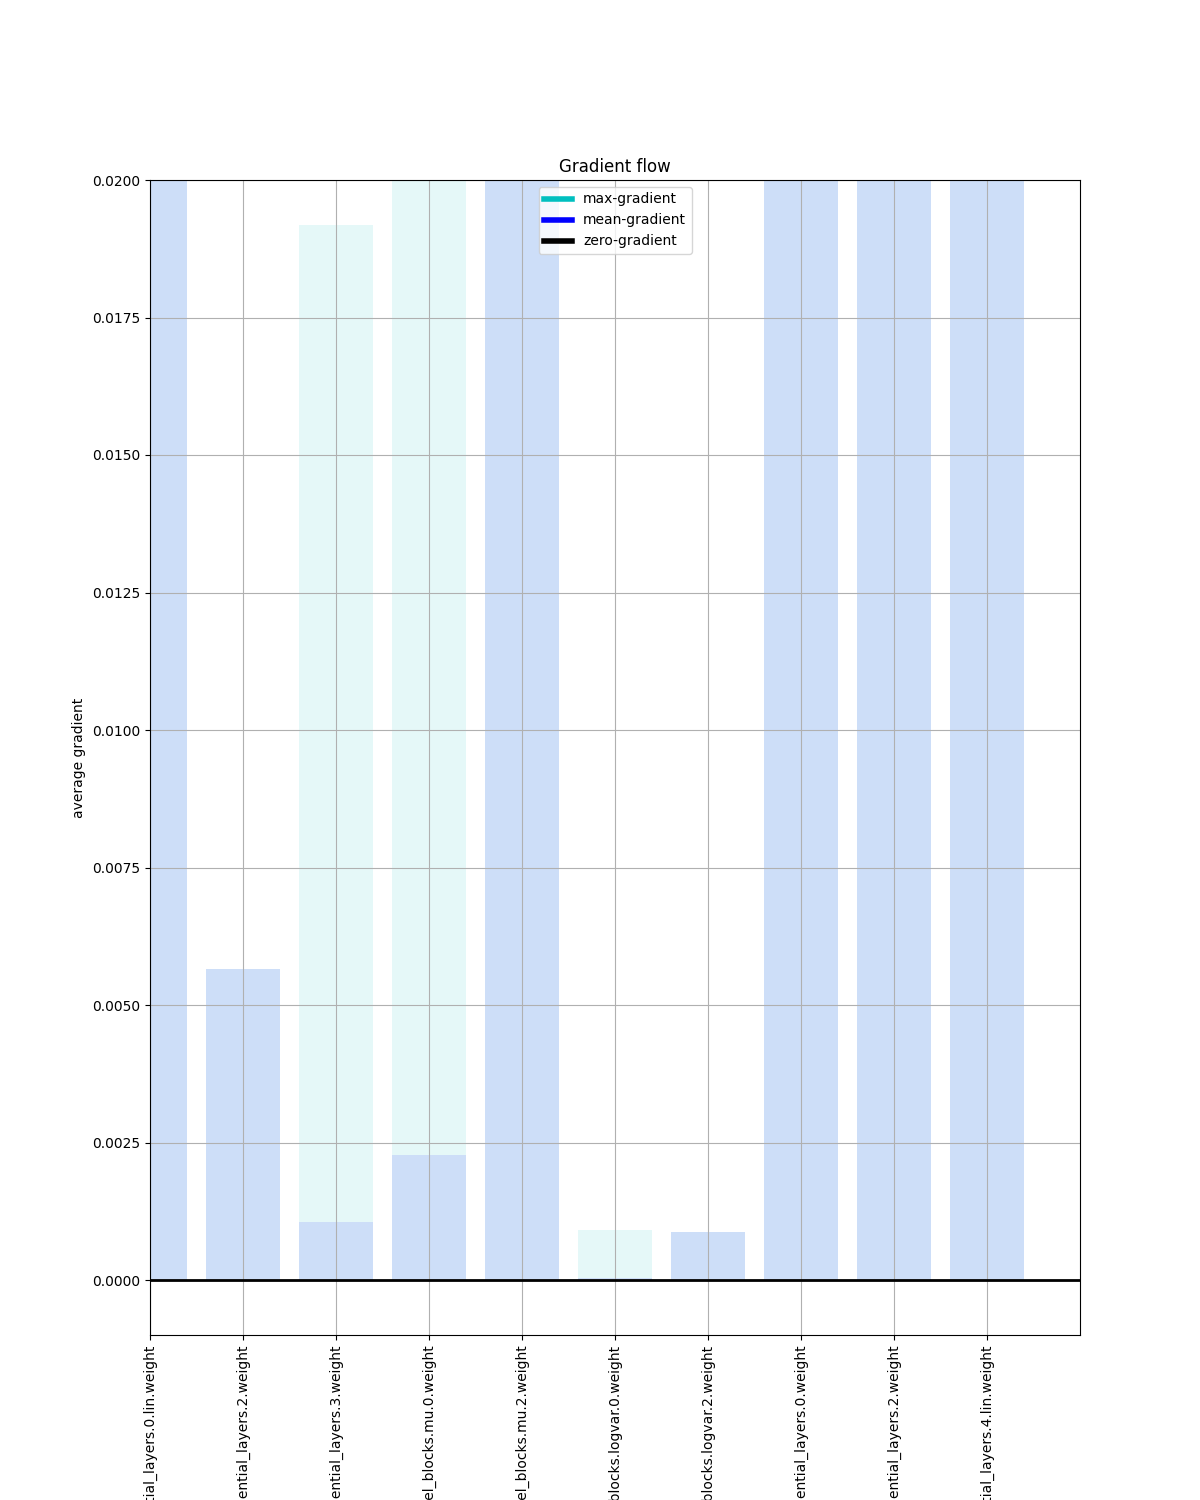 Gradient flow
max-gradient
mean-gradient
zero-gradient
0.0200
0.0175
0.0150
0.0125
0.0100
0.0075
0.0050
0.0025
0.0000
average gradient
tial_layers.0.lin.weight
ential_layers.2.weight
ential_layers.3.weight
el_blocks.mu.0.weight
el_blocks.mu.2.weight
blocks.logvar.0.weight
blocks.logvar.2.weight
ential_layers.0.weight
ential_layers.2.weight
tial_layers.4.lin.weight